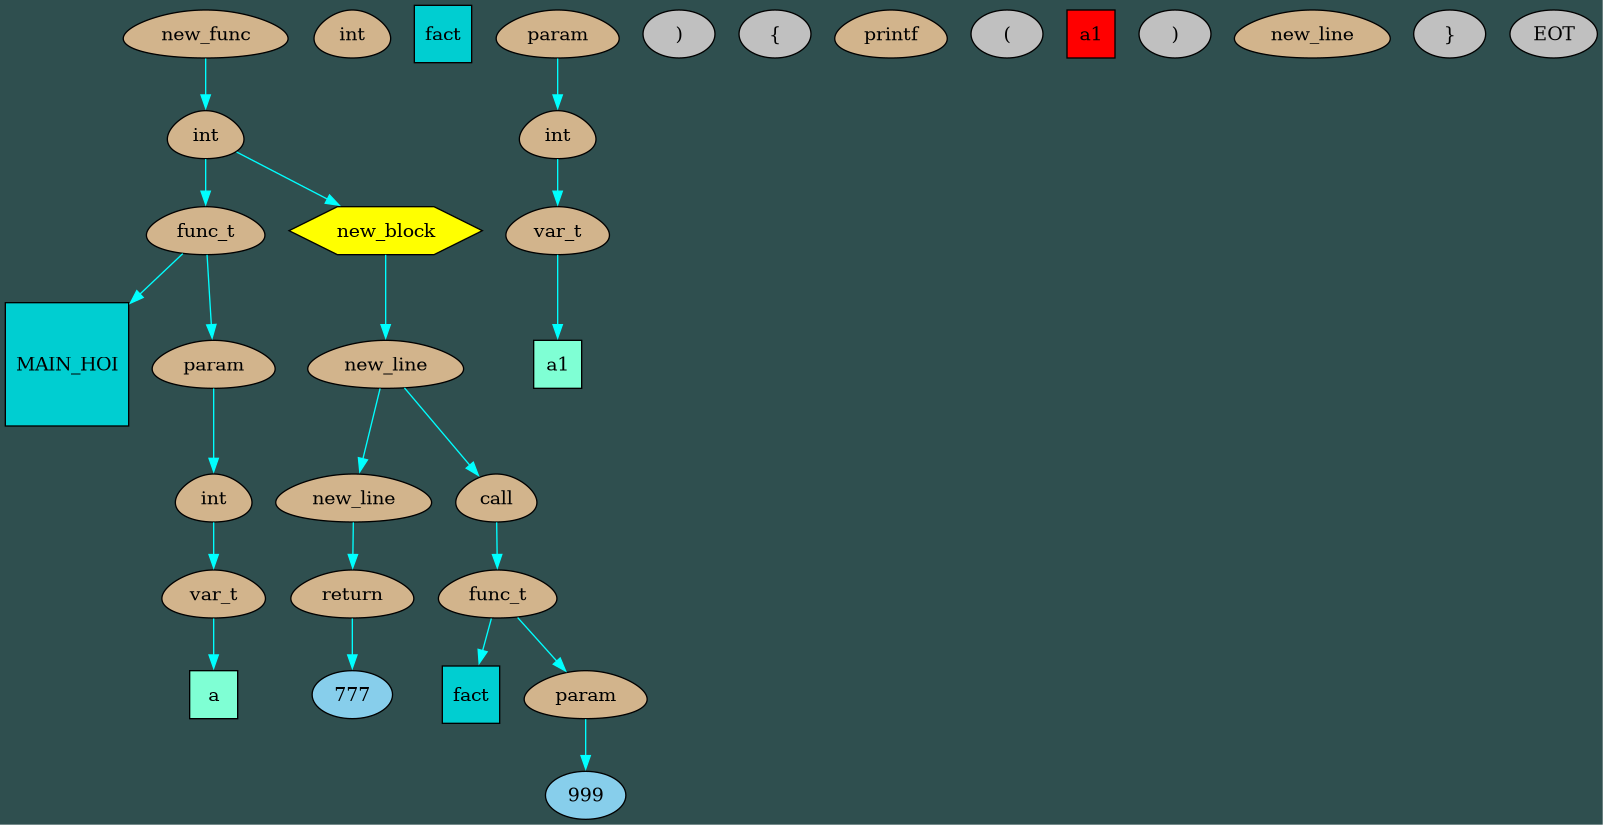 new_func int fact param ) { printf ( a1 ) new_line } EOT
int int
func_t new_block var_t
MAIN_HOI param new_line a1
int new_line call
var_t return func_t
a 777 fact param
999